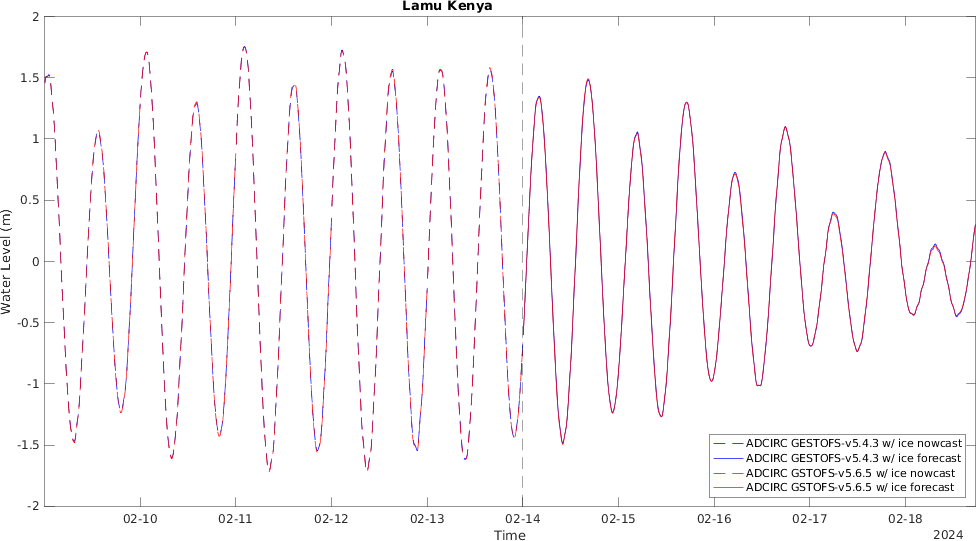 Lamu Kenya
2
1.5
1
0.5
0
-0.5
-1
-1.5
-2
Water Level (m)
02-10 02-11 02-12 02-13 02-14 02-15 02-16 02-17 02-18
Time
2024
ADCIRC GESTOFS-v5.4.3 w/ ice nowcast
ADCIRC GESTOFS-v5.4.3 w/ ice forecast
ADCIRC GSTOFS-v5.6.5 w/ ice nowcast
ADCIRC GSTOFS-v5.6.5 w/ ice forecast